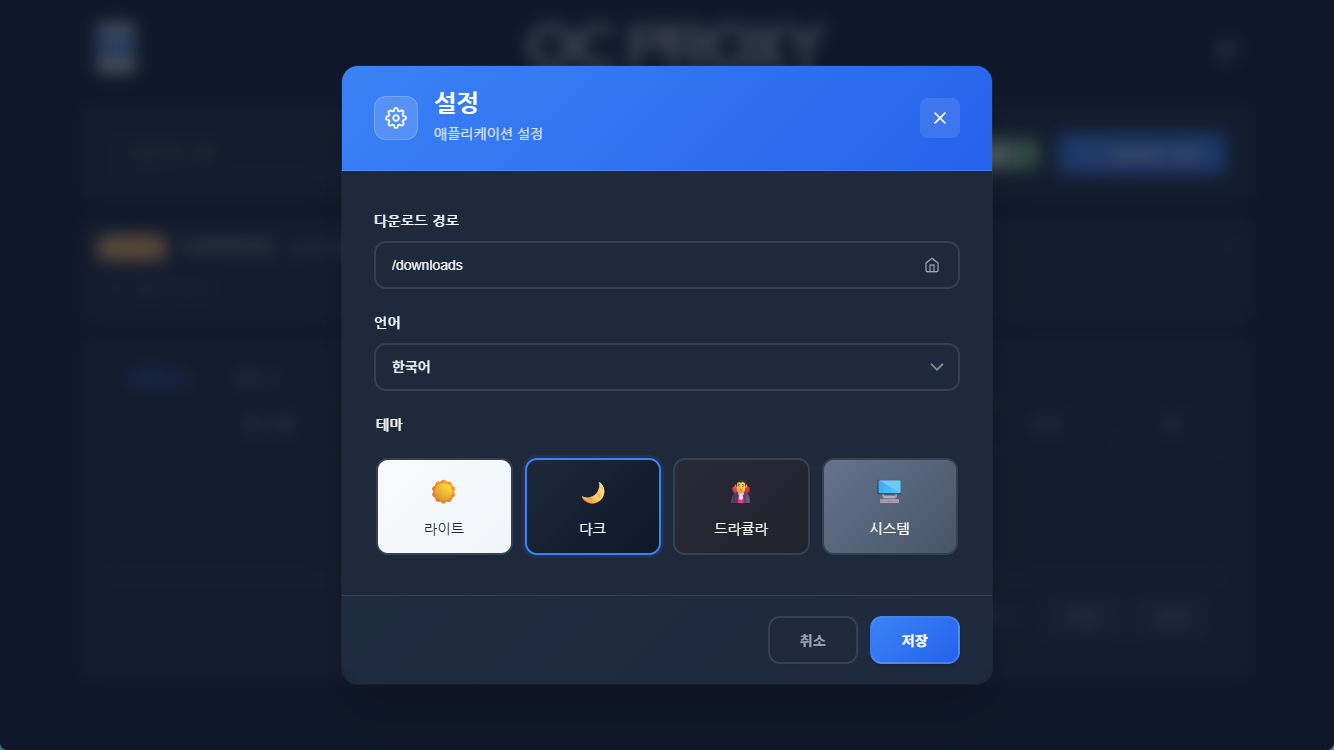 OC PROXY
설정
애플리케이션 설정
다운로드 경로
/downloads
언어
한국어
테마
라이트
다크
드라큘라
시스템
취소
저장